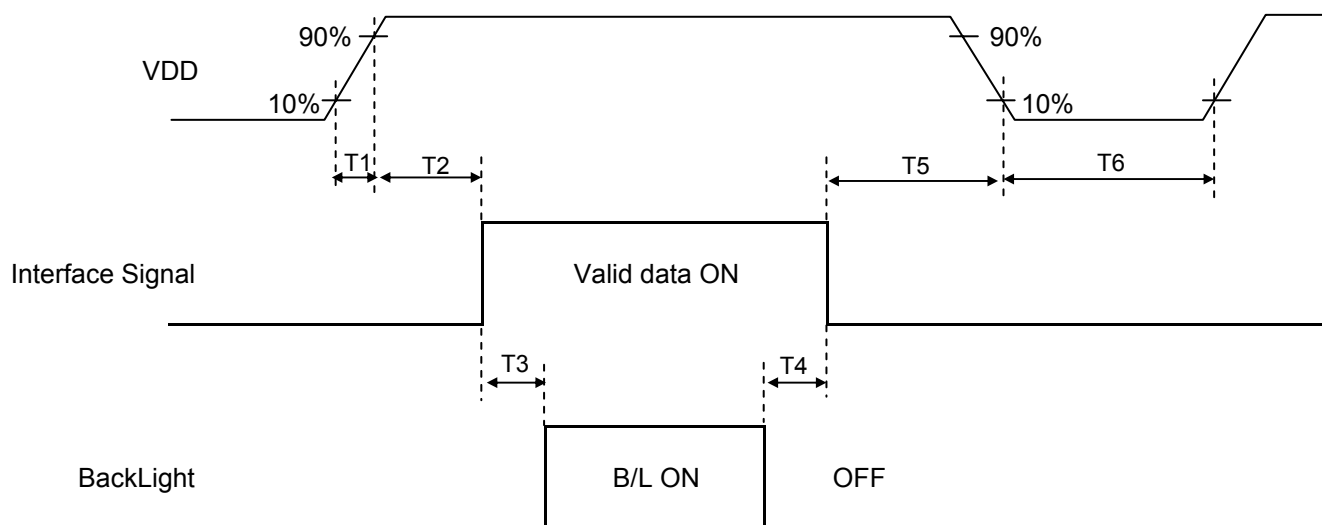 90%
90%
VDD
10%
10%
T1
T2
T5
T6
Interface Signal
Valid data ON
T3
T4
BackLight
B/L ON
OFF